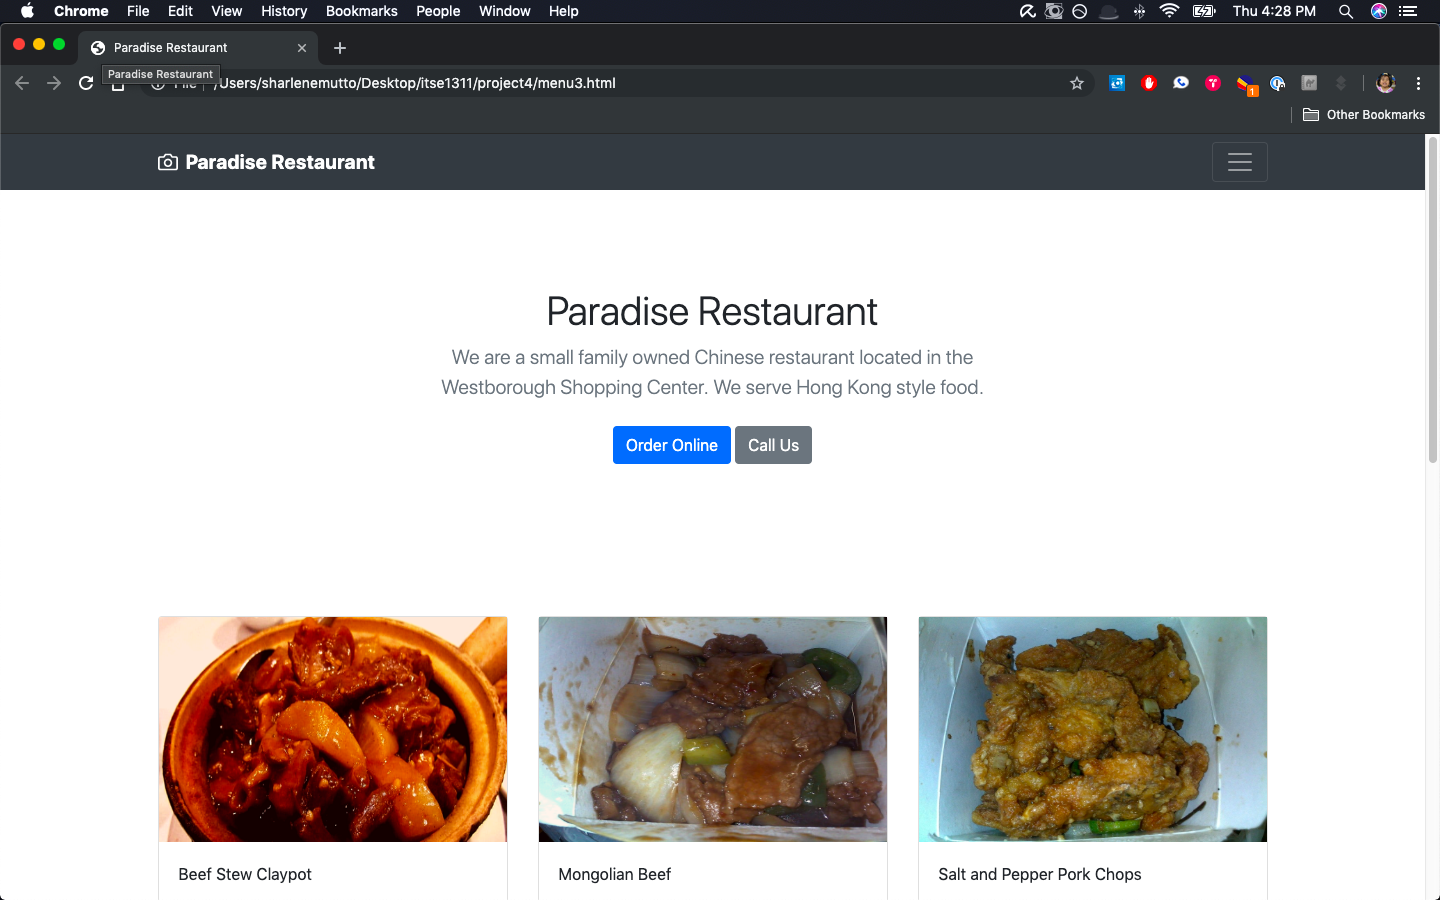 Chrome File Edit View History Bookmarks People Window Help Thu 4:28 PM
Paradise Restaurant
Paradise Restaurant
/Users/sharlenemutto/Desktop/itse1311/project4/menu3.html
1
Other Bookmarks
Paradise Restaurant
Paradise Restaurant
We are a small family owned Chinese restaurant located in the
Westborough Shopping Center. We serve Hong Kong style food.
Order Online Call Us
Beef Stew Claypot
Mongolian Beef
Salt and Pepper Pork Chops